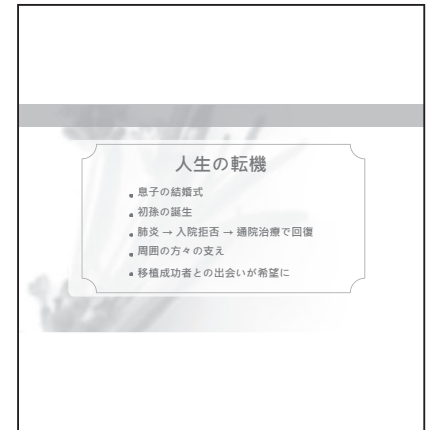 人生の転機
息子の結婚式
初孫の誕生
肺炎 → 入院拒否 → 通院治療で回復
周囲の方々の支え
移植成功者との出会いが希望に